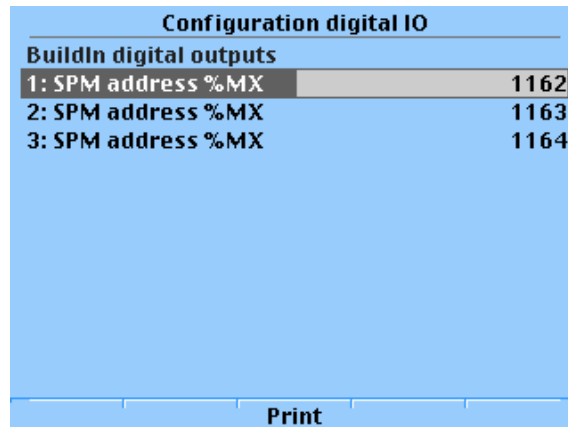 Configuration digital IO
BuildIn digital outputs
1: SPM address %MX 1162
2: SPM address %MX 1163
3: SPM address %MX 1164
Print